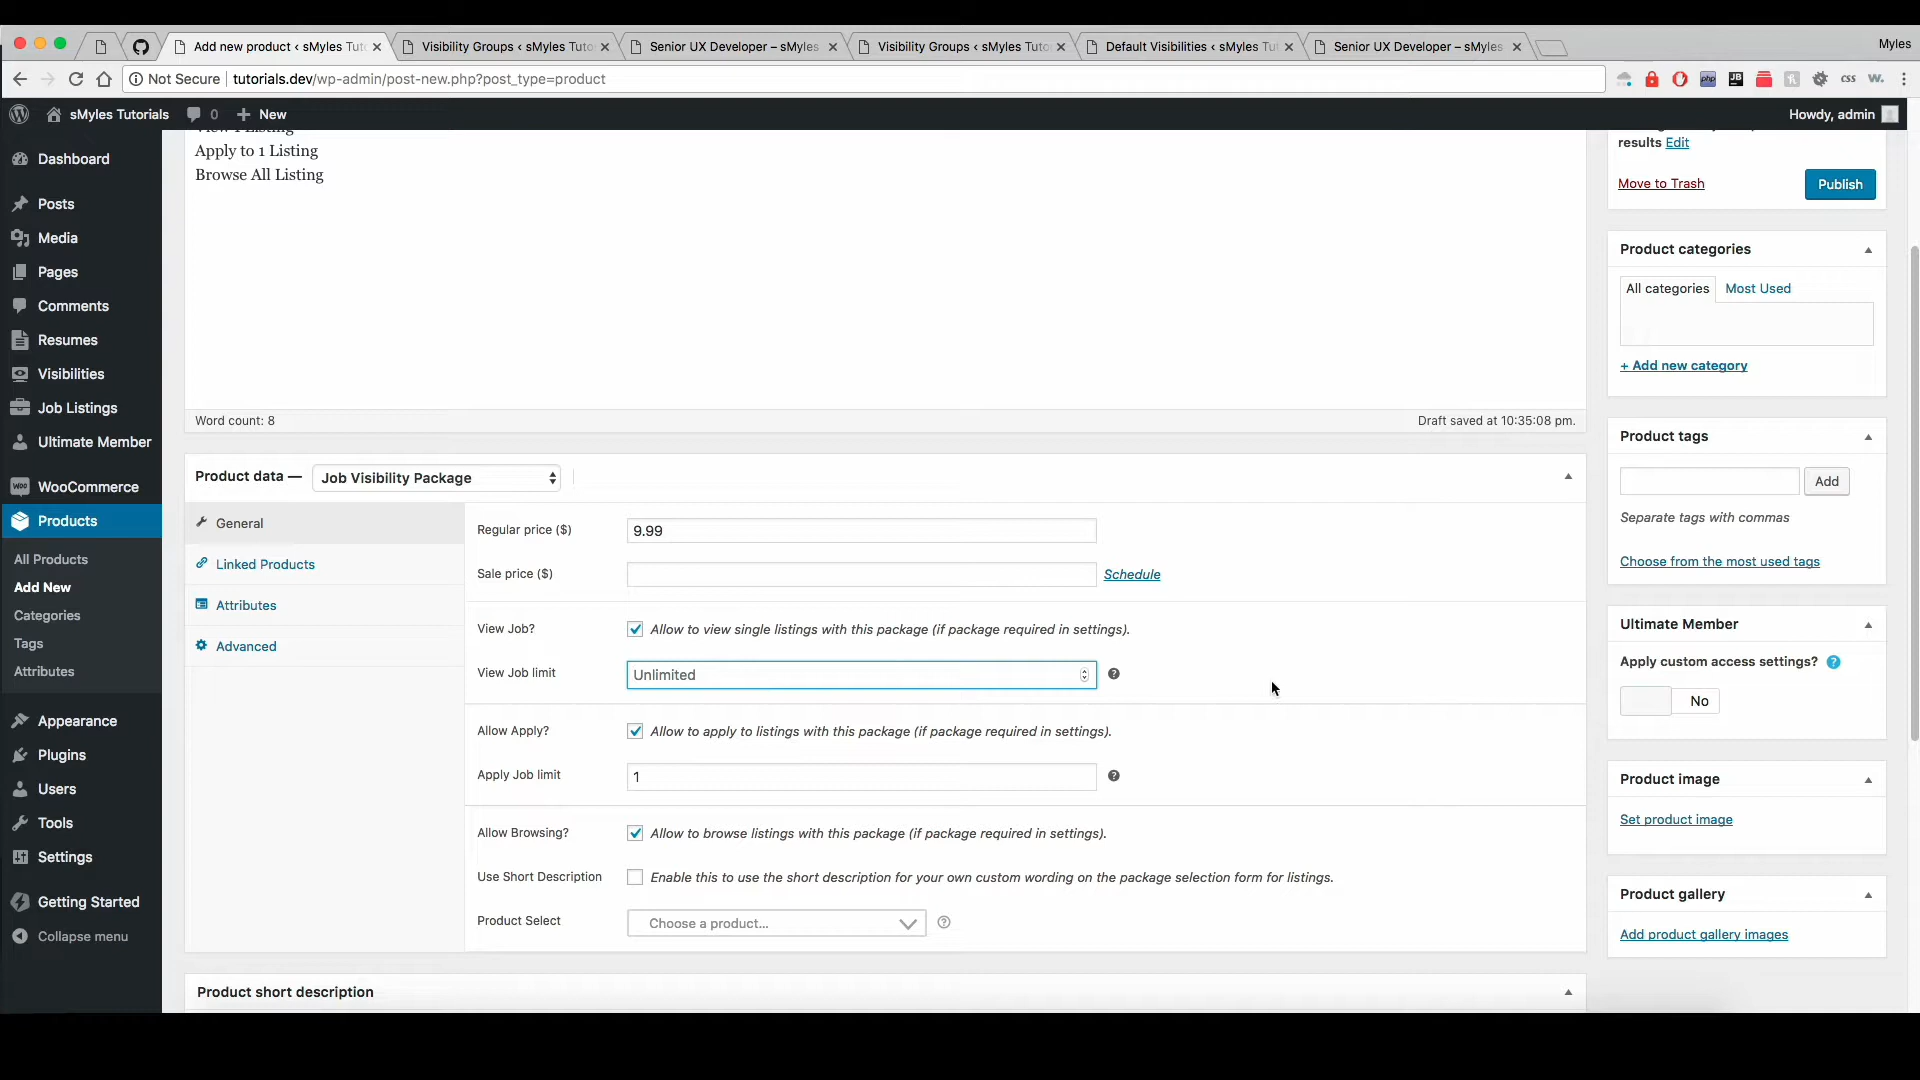 Add new product ‹ sMyles Tuto
Visibility Groups ‹ sMyles Tuto
Senior UX Developer – sMyles
Visibility Groups ‹ sMyles Tuto
Default Visibilities ‹ sMyles Tut
Senior UX Developer – sMyles
Myles
Not Secure
tutorials.dev/wp-admin/post-new.php?post_type=product
php
JB
css
w.
sMyles Tutorials
0
New
Howdy, admin
Dashboard
Posts
Media
Pages
Comments
Resumes
Visibilities
Job Listings
Ultimate Member
WooCommerce
Products
All Products
Add New
Categories
Tags
Attributes
Appearance
Plugins
Users
Tools
Settings
Getting Started
Collapse menu
View 1 Listing
Apply to 1 Listing
Browse All Listing
Word count: 8
Draft saved at 10:35:08 pm.
Product data —
Job Visibility Package
General
Linked Products
Attributes
Advanced
Regular price ($)
9.99
Sale price ($)
Schedule
View Job?
Allow to view single listings with this package (if package required in settings).
View Job limit
Unlimited
Allow Apply?
Allow to apply to listings with this package (if package required in settings).
Apply Job limit
1
Allow Browsing?
Allow to browse listings with this package (if package required in settings).
Use Short Description
Enable this to use the short description for your own custom wording on the package selection form for listings.
Product Select
Choose a product...
Product short description
results Edit
Move to Trash
Publish
Product categories
All categories
Most Used
+ Add new category
Product tags
Add
Separate tags with commas
Choose from the most used tags
Ultimate Member
Apply custom access settings?
No
Product image
Set product image
Product gallery
Add product gallery images